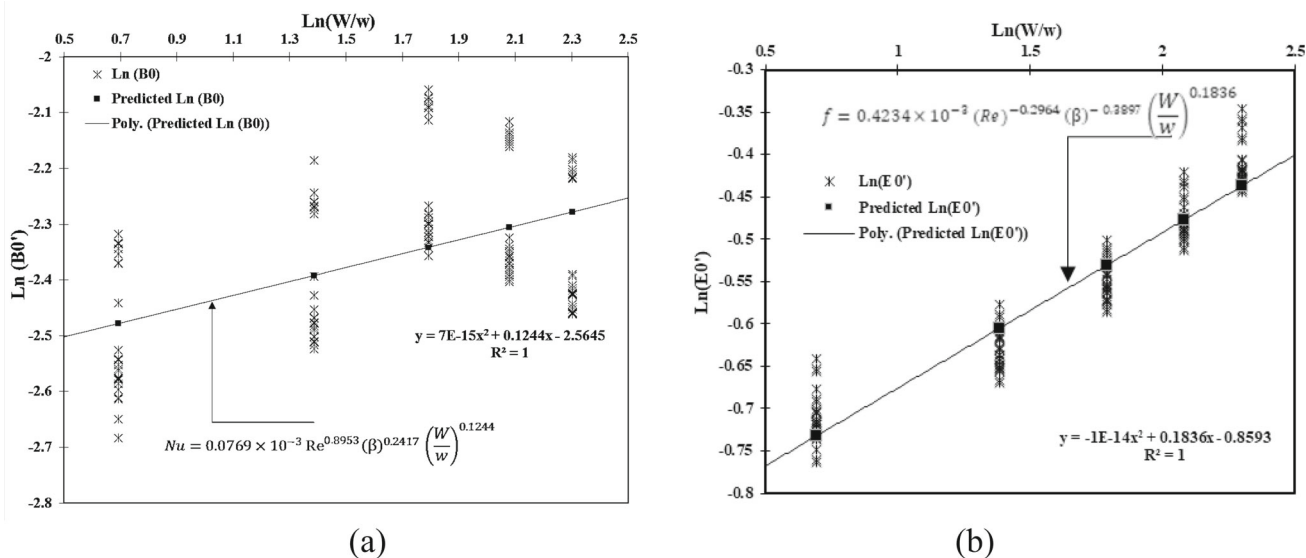 Ln(W/w)
0.5 0.7 0.9 1.1 1.3 1.5 1.7 1.9 2.1 2.3 2.5
-2
-2.1
-2.2
-2.3
-2.4
-2.5
-2.6
-2.7
-2.8
Ln (B0')
Ln (B0)
Predicted Ln (B0)
Poly. (Predicted Ln (B0))
y = 7E-15x² + 0.1244x - 2.5645
R² = 1
Nu = 0.0769 × 10⁻³ Re^0.8953 (β)^0.2417 (W/w)^0.1244
(a)
Ln(W/w)
0.5 1 1.5 2 2.5
-0.3
-0.35
-0.4
-0.45
-0.5
-0.55
-0.6
-0.65
-0.7
-0.75
-0.8
Ln(E0')
f = 0.4234 × 10⁻³ (Re)^-0.2964 (β)^-0.3897 (W/w)^0.1836
Ln(E0')
Predicted Ln(E0')
Poly. (Predicted Ln(E0'))
y = -1E-14x² + 0.1836x - 0.8593
R² = 1
(b)